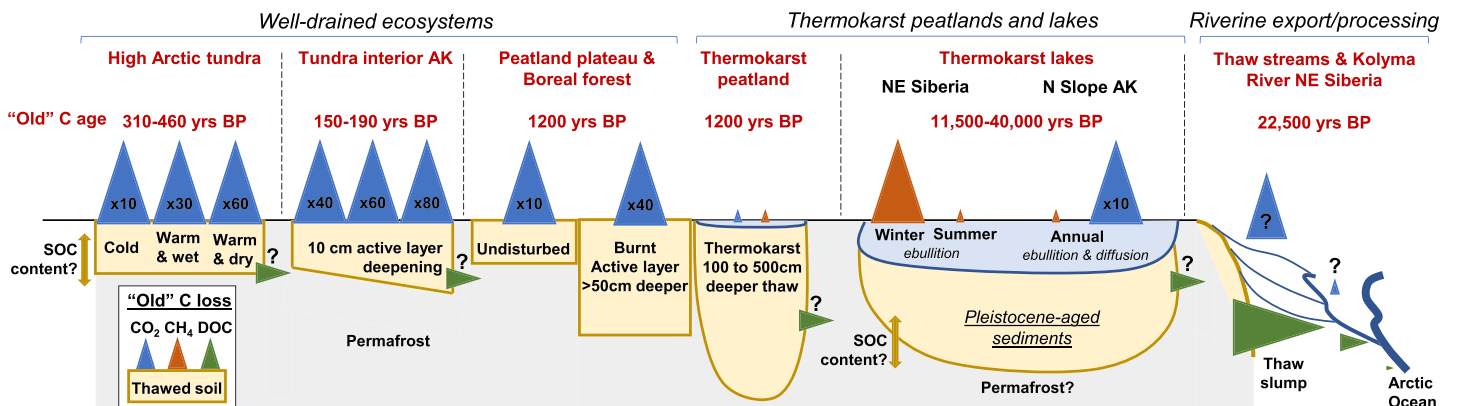 Well-drained ecosystems
Thermokarst peatlands and lakes
Riverine export/processing
High Arctic tundra
Tundra interior AK
Peatland plateau &
Boreal forest
Thermokarst
peatland
Thermokarst lakes
NE Siberia
N Slope AK
Thaw streams & Kolyma
River NE Siberia
“Old” C age
310-460 yrs BP
150-190 yrs BP
1200 yrs BP
1200 yrs BP
11,500-40,000 yrs BP
22,500 yrs BP
x10
x30
x60
x40
x60
x80
x10
x40
x10
?
SOC
content?
Cold
Warm
& wet
Warm
& dry
?
10 cm active layer
deepening
?
Undisturbed
Burnt
Active layer
>50cm deeper
Thermokarst
100 to 500cm
deeper thaw
?
Winter
Summer
ebullition
Annual
ebullition & diffusion
?
?
Pleistocene-aged
sediments
SOC
content?
Permafrost
Permafrost?
Thaw
slump
Arctic
Ocean
“Old” C loss
CO2 CH4 DOC
Thawed soil